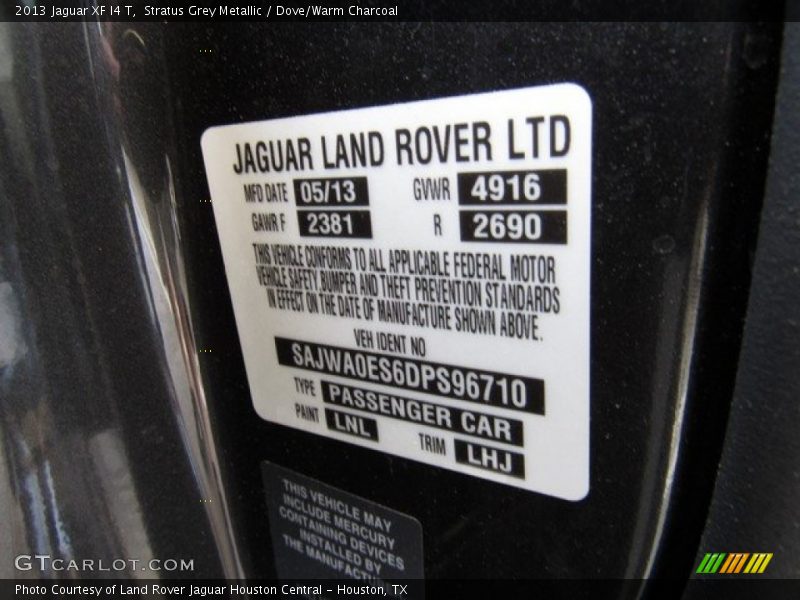 2013 Jaguar XF I4 T, Stratus Grey Metallic / Dove/Warm Charcoal
JAGUAR LAND ROVER LTD
MFD DATE 05/13 GVWR 4916
GAWR F 2381 R 2690
THIS VEHICLE CONFORMS TO ALL APPLICABLE FEDERAL MOTOR
VEHICLE SAFETY, BUMPER AND THEFT PREVENTION STANDARDS
IN EFFECT ON THE DATE OF MANUFACTURE SHOWN ABOVE.
VEH IDENT NO
SAJWA0ES6DPS96710
TYPE PASSENGER CAR
PAINT LNL TRIM LHJ
THIS VEHICLE MAY
INCLUDE MERCURY
CONTAINING DEVICES
INSTALLED BY
THE
GTCARLOT.COM
Photo Courtesy of Land Rover Jaguar Houston Central - Houston, TX